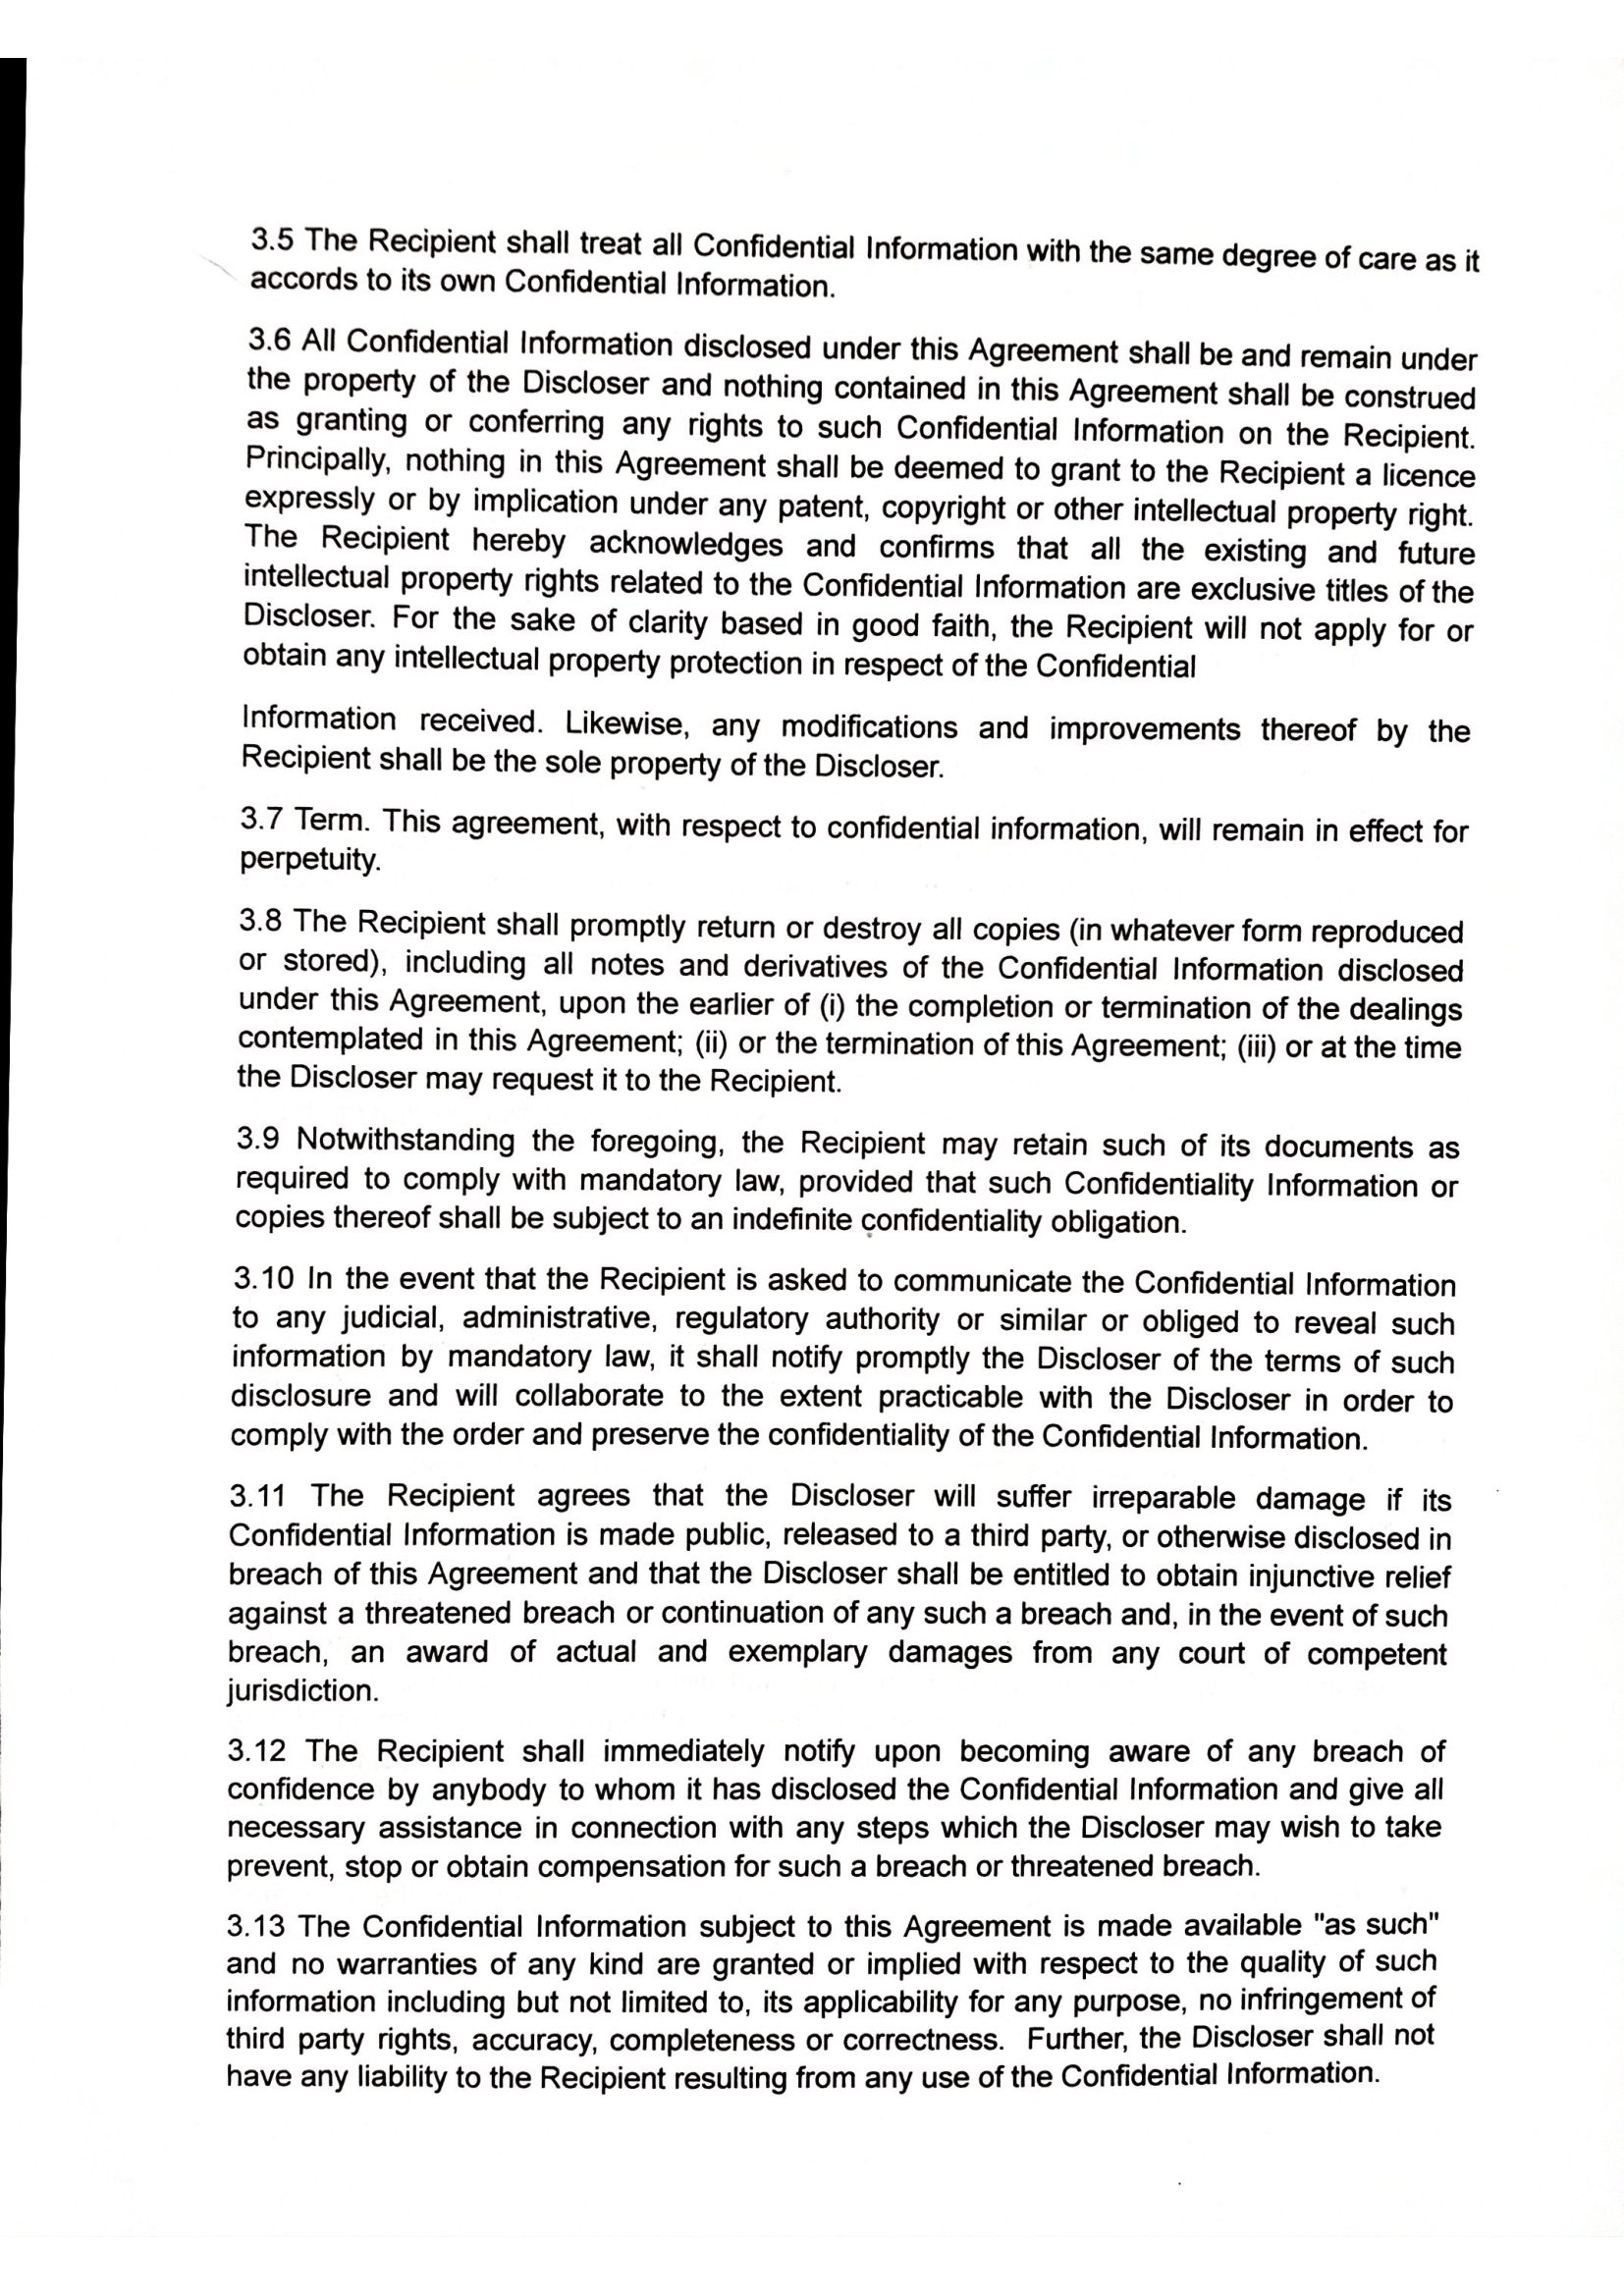 3.5 The Recipient shall treat all Confidential Information with the same degree of care as it
accords to its own Confidential Information.
3.6 All Confidential Information disclosed under this Agreement shall be and remain under
the property of the Discloser and nothing contained in this Agreement shall be construed
as granting or conferring any rights to such Confidential Information on the Recipient.
Principally, nothing in this Agreement shall be deemed to grant to the Recipient a licence
expressly or by implication under any patent, copyright or other intellectual property right.
The Recipient hereby acknowledges and confirms that all the existing and future
intellectual property rights related to the Confidential Information are exclusive titles of the
Discloser. For the sake of clarity based in good faith, the Recipient will not apply for or
obtain any intellectual property protection in respect of the Confidential
Information received. Likewise, any modifications and improvements thereof by the
Recipient shall be the sole property of the Discloser.
3.7 Term. This agreement, with respect to confidential information, will remain in effect for
perpetuity.
3.8 The Recipient shall promptly return or destroy all copies (in whatever form reproduced
or stored), including all notes and derivatives of the Confidential Information disclosed
under this Agreement, upon the earlier of (i) the completion or termination of the dealings
contemplated in this Agreement; (ii) or the termination of this Agreement; (iii) or at the time
the Discloser may request it to the Recipient.
3.9 Notwithstanding the foregoing, the Recipient may retain such of its documents as
required to comply with mandatory law, provided that such Confidentiality Information or
copies thereof shall be subject to an indefinite confidentiality obligation.
3.10 In the event that the Recipient is asked to communicate the Confidential Information
to any judicial, administrative, regulatory authority or similar or obliged to reveal such
information by mandatory law, it shall notify promptly the Discloser of the terms of such
disclosure and will collaborate to the extent practicable with the Discloser in order to
comply with the order and preserve the confidentiality of the Confidential Information.
3.11 The Recipient agrees that the Discloser will suffer irreparable damage if its
Confidential Information is made public, released to a third party, or otherwise disclosed in
breach of this Agreement and that the Discloser shall be entitled to obtain injunctive relief
against a threatened breach or continuation of any such a breach and, in the event of such
breach, an award of actual and exemplary damages from any court of competent
jurisdiction.
3.12 The Recipient shall immediately notify upon becoming aware of any breach of
confidence by anybody to whom it has disclosed the Confidential Information and give all
necessary assistance in connection with any steps which the Discloser may wish to take
prevent, stop or obtain compensation for such a breach or threatened breach.
3.13 The Confidential Information subject to this Agreement is made available "as such"
and no warranties of any kind are granted or implied with respect to the quality of such
information including but not limited to, its applicability for any purpose, no infringement of
third party rights, accuracy, completeness or correctness. Further, the Discloser shall not
have any liability to the Recipient resulting from any use of the Confidential Information.